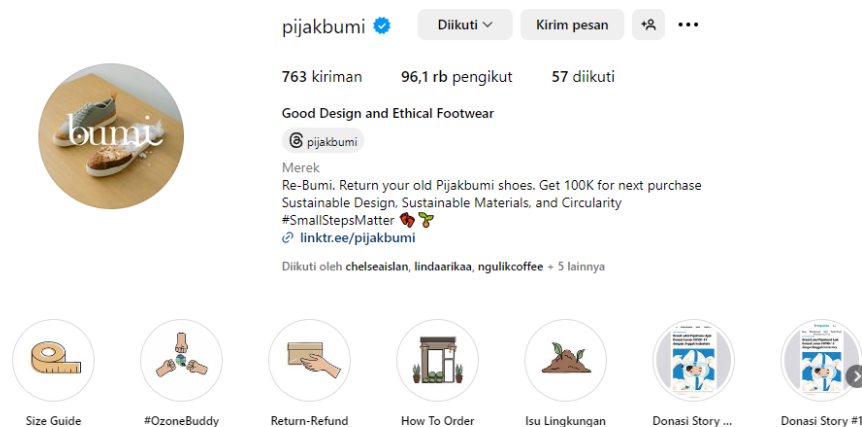 pijakbumi
Diikuti
Kirim pesan
763 kiriman
96,1 rb pengikut
57 diikuti
bumi
Good Design and Ethical Footwear
pijakbumi
Merek
Re-Bumi. Return your old Pijakbumi shoes. Get 100K for next purchase
Sustainable Design, Sustainable Materials, and Circularity
#SmallStepsMatter
linktr.ee/pijakbumi
Diikuti oleh chelseaislan, lindaarikaa, ngulikcoffee + 5 lainnya
Size Guide
#OzoneBuddy
Return-Refund
How To Order
Isu Lingkungan
Donasi Story ...
Donasi Story #1